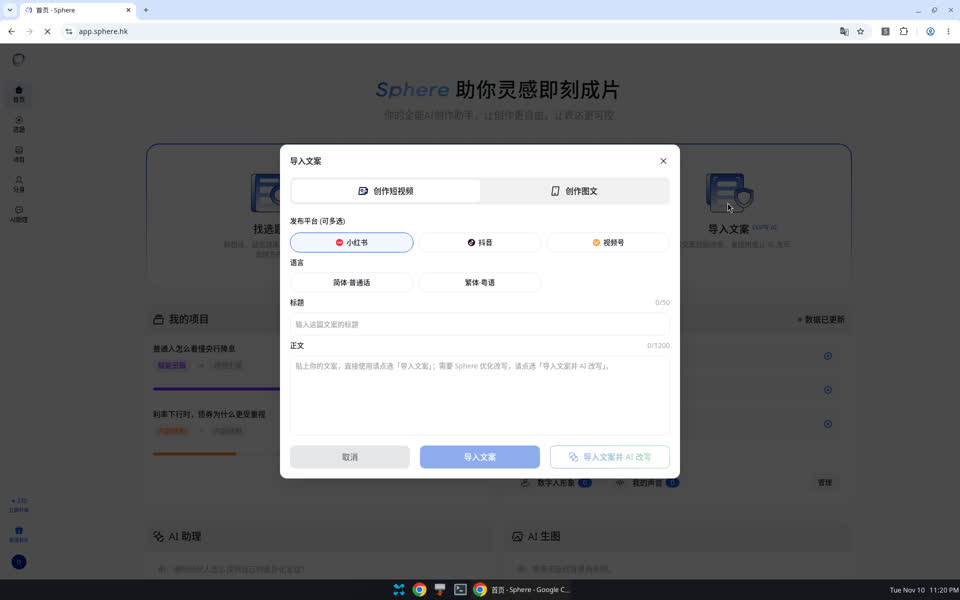 首页 - Sphere
app.sphere.hk
首页
选题
项目
分身
AI助理
Sphere 助你灵感即刻成片
你的全能AI创作助手，让创作更自由，让表达更可控
找选题
导入文案
导入文案
创作短视频
创作图文
发布平台 (可多选)
小红书
抖音
视频号
语言
简体·普通话
繁体·粤语
标题
0/50
输入这篇文案的标题
正文
0/1200
贴上你的文案，直接使用请点选「导入文案」；需要 Sphere 优化改写，请点选「导入文案并 AI 改写」。
取消
导入文案
导入文案并 AI 改写
我的项目
数据已更新
普通人怎么看懂央行降息
利率下行时，债券为什么更受重视
数字人形象
我的声音
管理
AI 助理
AI 生图
首页 - Sphere - Google C...
Tue Nov 10 11:20 PM